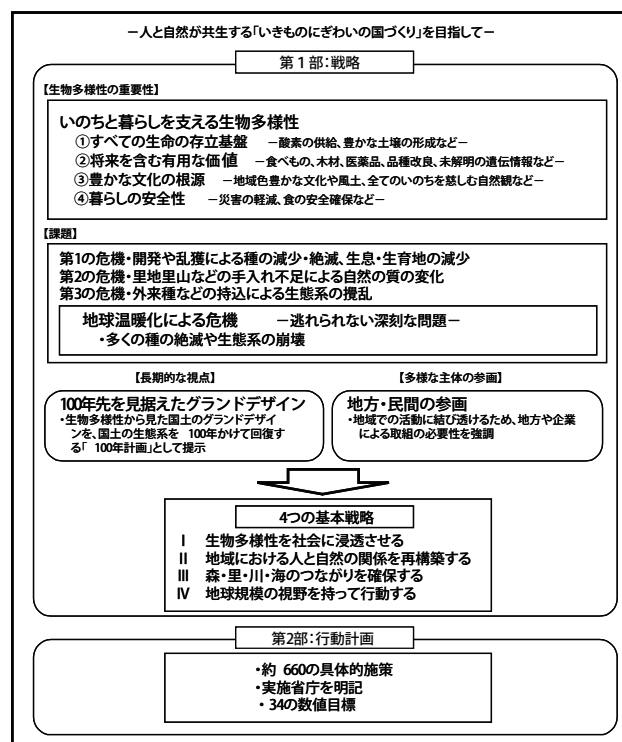 －人と自然が共生する「いきものにぎわいの国づくり」を目指して－
第1部：戦略
【生物多様性の重要性】
いのちと暮らしを支える生物多様性
①すべての生命の存立基盤　－酸素の供給、豊かな土壌の形成など－
②将来を含む有用な価値　－食べもの、木材、医薬品、品種改良、未解明の遺伝情報など－
③豊かな文化の根源　－地域色豊かな文化や風土、全てのいのちを慈しむ自然観など－
④暮らしの安全性　－災害の軽減、食の安全確保など－
【課題】
第1の危機・開発や乱獲による種の減少・絶滅、生息・生育地の減少
第2の危機・里地里山などの手入れ不足による自然の質の変化
第3の危機・外来種などの持込による生態系の攪乱
地球温暖化による危機　－逃れられない深刻な問題－
・多くの種の絶滅や生態系の崩壊
【長期的な視点】
100年先を見据えたグランドデザイン
・生物多様性から見た国土のグランドデザイ
ンを、国土の生態系を 100年かけて回復す
る「 100年計画」として提示
【多様な主体の参画】
地方・民間の参画
・地域での活動に結び透けるため、地方や企業
による取組の必要性を強調
4つの基本戦略
Ⅰ　生物多様性を社会に浸透させる
Ⅱ　地域における人と自然の関係を再構築する
Ⅲ　森・里・川・海のつながりを確保する
Ⅳ　地球規模の視野を持って行動する
第2部：行動計画
・約 660の具体的施策
・実施省庁を明記
・34の数値目標